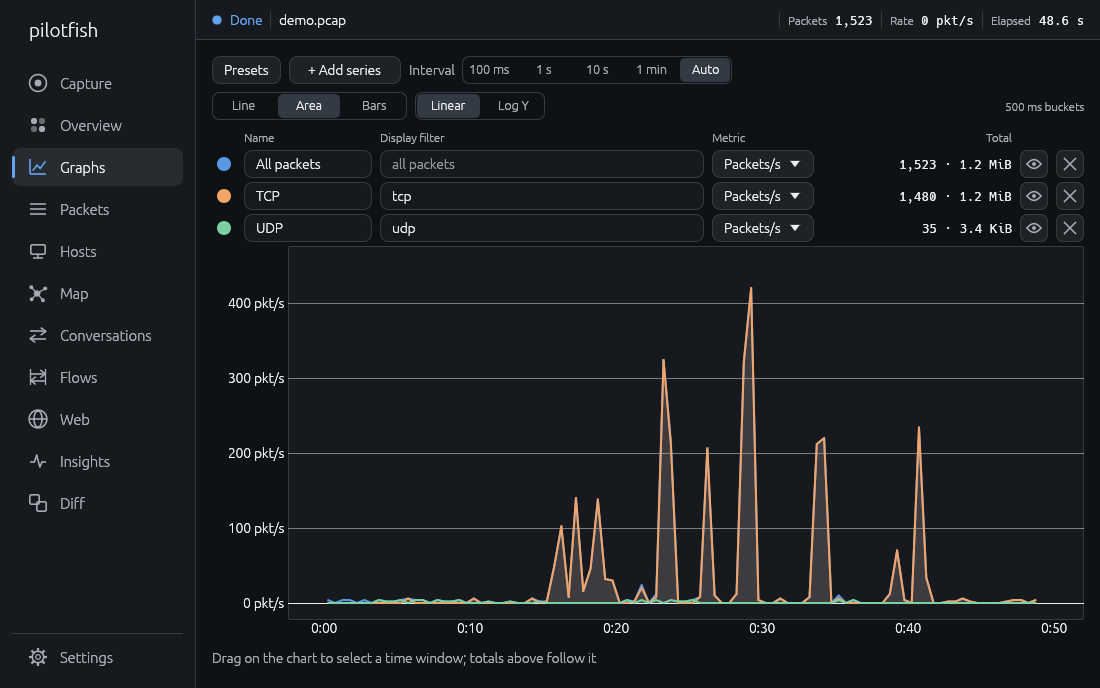 pilotfish
Done demo.pcap Packets 1,523 Rate 0 pkt/s Elapsed 48.6 s
Capture
Overview
Graphs
Packets
Hosts
Map
Conversations
Flows
Web
Insights
Diff
Settings
Presets + Add series Interval 100 ms 1 s 10 s 1 min Auto
Line Area Bars Linear Log Y 500 ms buckets
Name Display filter Metric Total
All packets all packets Packets/s 1,523 · 1.2 MiB
TCP tcp Packets/s 1,480 · 1.2 MiB
UDP udp Packets/s 35 · 3.4 KiB
400 pkt/s
300 pkt/s
200 pkt/s
100 pkt/s
0 pkt/s
0:00 0:10 0:20 0:30 0:40 0:50
Drag on the chart to select a time window; totals above follow it